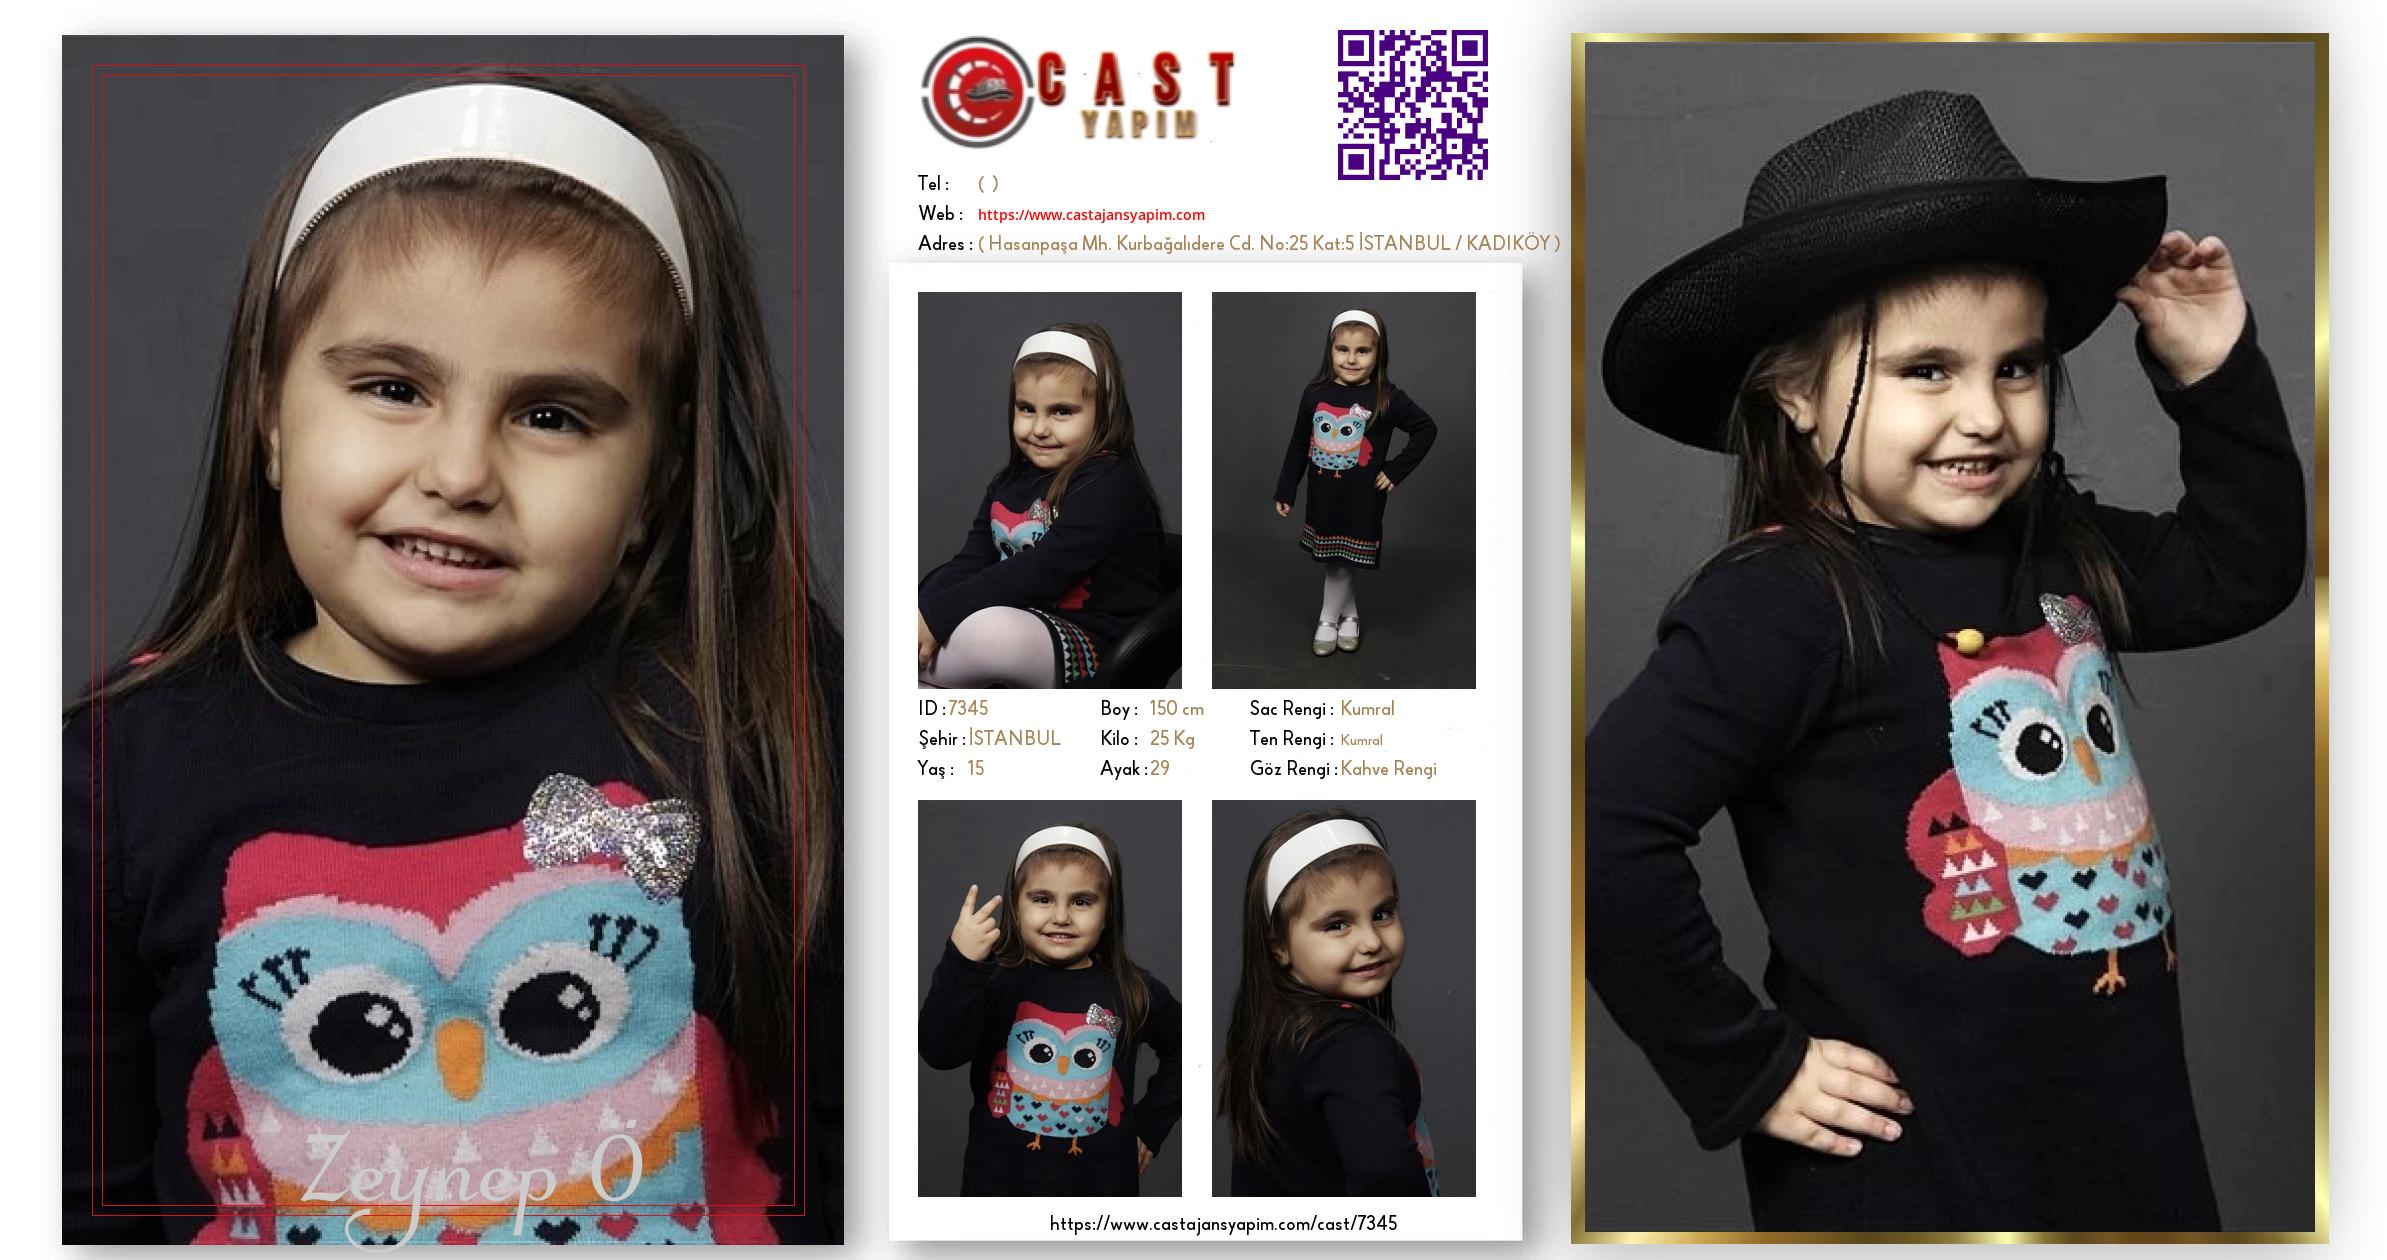 CAST
YAPIM
Tel : ( )
Web : https://www.castajansyapim.com
Adres : ( Hasanpaşa Mh. Kurbağalıdere Cd. No:25 Kat:5 İSTANBUL / KADIKÖY )
ID : 7345 Boy : 150 cm Sac Rengi : Kumral
Şehir : İSTANBUL Kilo : 25 Kg Ten Rengi : Kumral
Yaş : 15 Ayak : 29 Göz Rengi : Kahve Rengi
Zeynep Ö
https://www.castajansyapim.com/cast/7345